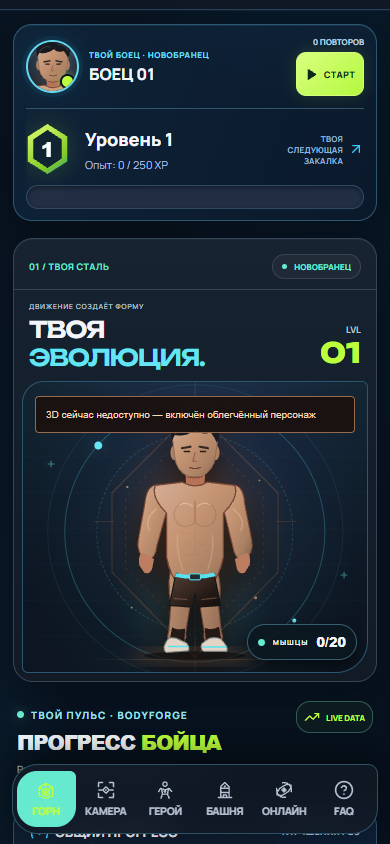 0 ПОВТОРОВ
ТВОЙ БОЕЦ · НОВОБРАНЕЦ
БОЕЦ 01
СТАРТ
1
Уровень 1
Опыт: 0 / 250 XP
ТВОЯ
СЛЕДУЮЩАЯ
ЗАКАЛКА
01 / ТВОЯ СТАЛЬ
НОВОБРАНЕЦ
ДВИЖЕНИЕ СОЗДАЁТ ФОРМУ
ТВОЯ
ЭВОЛЮЦИЯ.
LVL
01
3D сейчас недоступно — включён облегчённый персонаж
МЫШЦЫ 0/20
ТВОЙ ПУЛЬС · BODYFORGE
LIVE DATA
ПРОГРЕСС БОЙЦА
ГОРН
КАМЕРА
ГЕРОЙ
БАШНЯ
ОНЛАЙН
FAQ